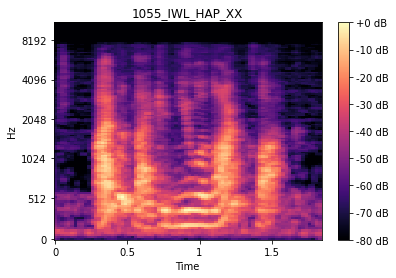 1055_IWL_HAP_XX
+0 dB
8192
-10 dB
4096
-20 dB
-30 dB
2048
Hz
-40 dB
1024
-50 dB
512
-60 dB
-70 dB
0
-80 dB
0
0.5
1
1.5
Time